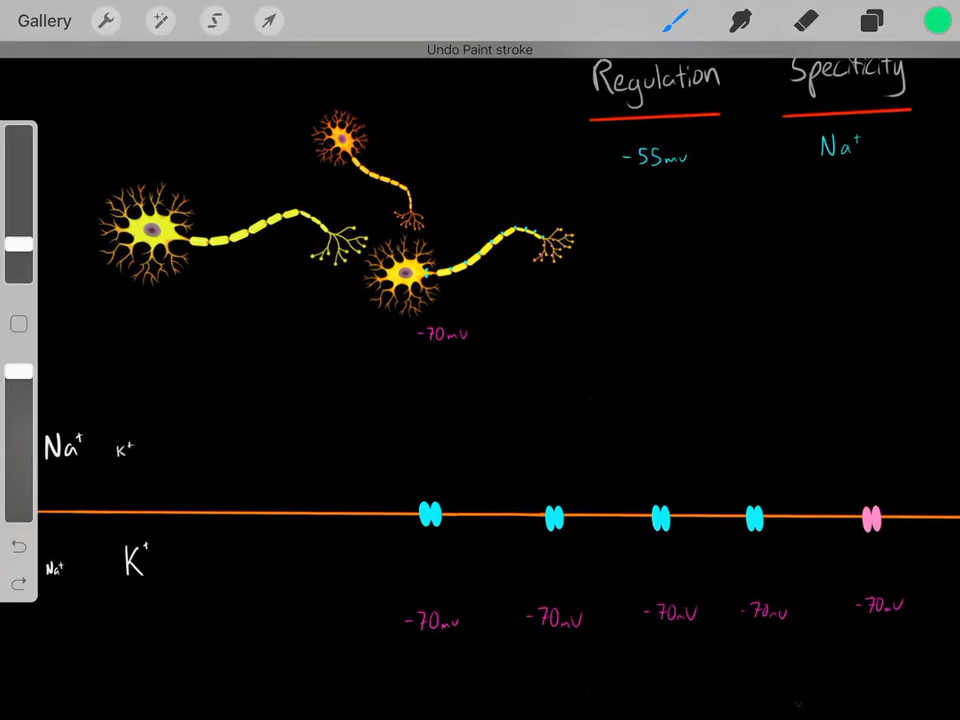 Gallery
Undo Paint stroke
Regulation Specificity
-55mv Na⁺
-70mV
Na⁺ K⁺
Na⁺ K⁺
-70mv -70mV -70mV -70mV -70mV